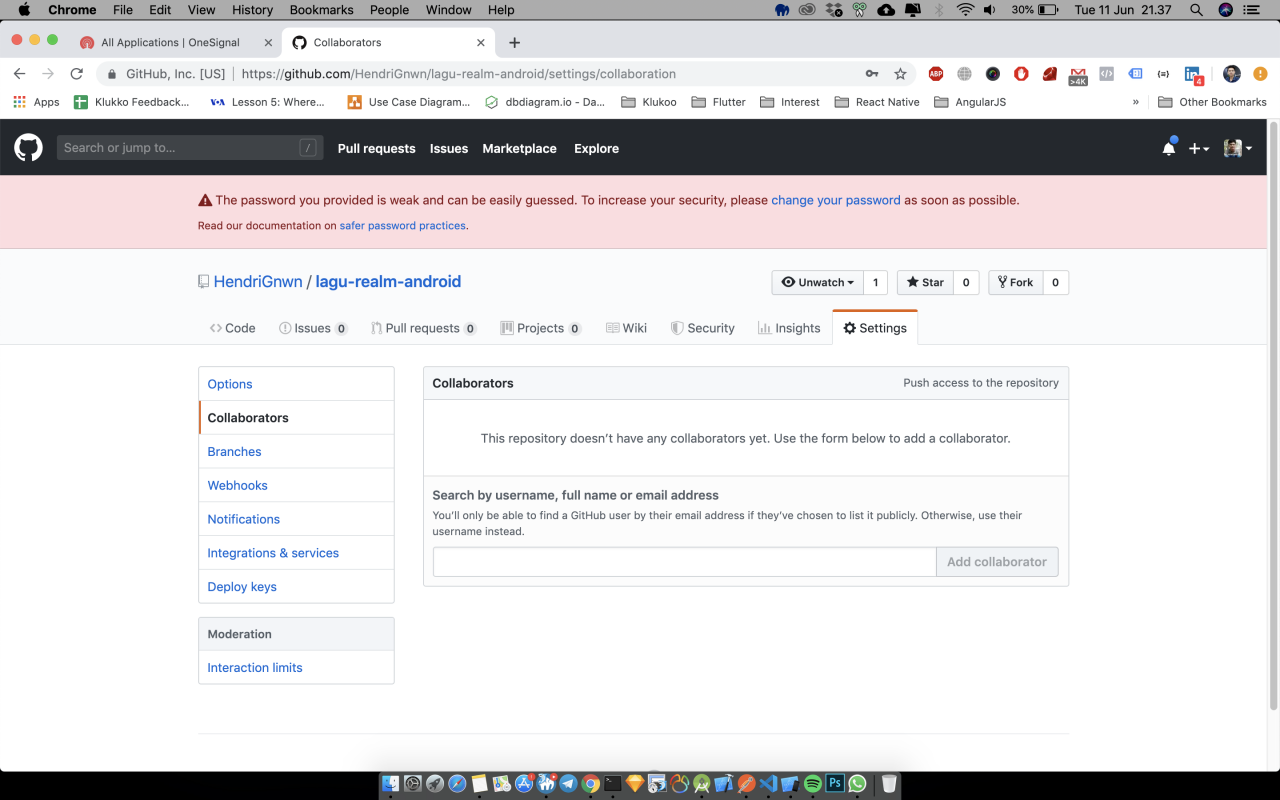 Chrome File Edit View History Bookmarks People Window Help 30% Tue 11 Jun 21.37
All Applications | OneSignal Collaborators
GitHub, Inc. [US] https://github.com/HendriGnwn/lagu-realm-android/settings/collaboration ABP >4K 4
Apps Klukko Feedback... Lesson 5: Where... Use Case Diagram... dbdiagram.io - Da... Klukoo Flutter Interest React Native AngularJS » Other Bookmarks
Search or jump to... / Pull requests Issues Marketplace Explore
The password you provided is weak and can be easily guessed. To increase your security, please change your password as soon as possible.
Read our documentation on safer password practices.
HendriGnwn / lagu-realm-android Unwatch 1 Star 0 Fork 0
Code Issues 0 Pull requests 0 Projects 0 Wiki Security Insights Settings
Options
Collaborators
Branches
Webhooks
Notifications
Integrations & services
Deploy keys
Moderation
Interaction limits
Collaborators Push access to the repository
This repository doesn't have any collaborators yet. Use the form below to add a collaborator.
Search by username, full name or email address
You'll only be able to find a GitHub user by their email address if they've chosen to list it publicly. Otherwise, use their
username instead.
Add collaborator
Ps